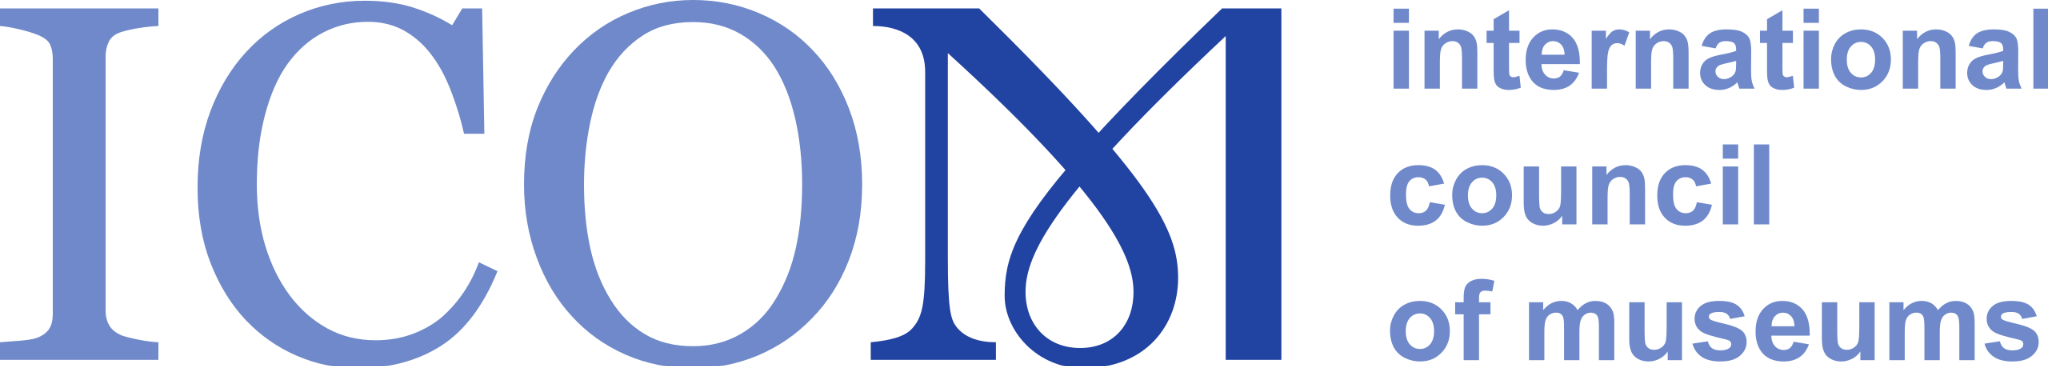 ICOM
international
council
of museums